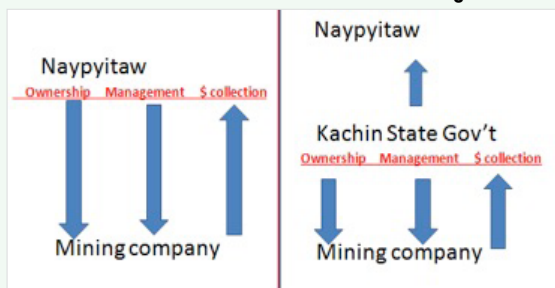 Naypyitaw
Ownership Management $ collection
Mining company
Naypyitaw
Kachin State Gov't
Ownership Management $ collection
Mining company